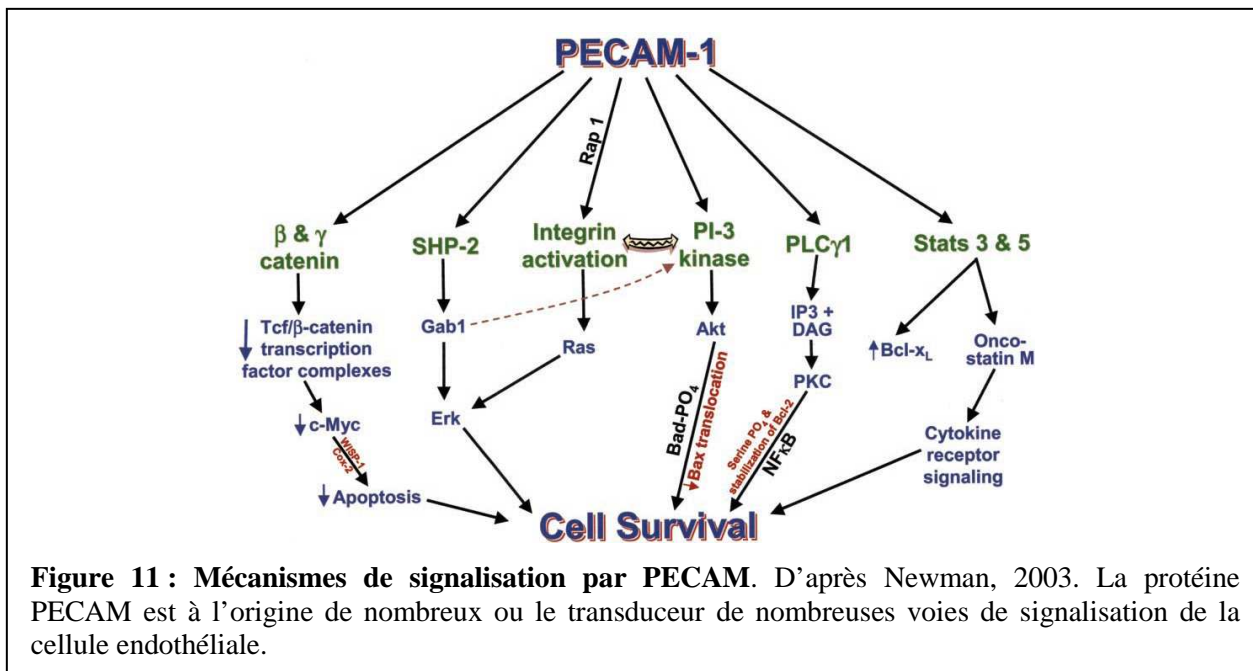 PECAM-1
Rap 1
β & γ
catenin
SHP-2
Integrin
activation
PI-3
kinase
PLCγ1
Stats 3 & 5
↓ Tcf/β-catenin
transcription
factor complexes
Gab1
Ras
Akt
IP3 +
DAG
↑Bcl-xL
Onco-
statin M
PKC
↓ c-Myc
WISP-1
Cox-2
Erk
Bad-PO4
↓Bax translocation
Serine PO4 &
stabilization of Bcl-2
NFκB
Cytokine
receptor
signaling
↓ Apoptosis
Cell Survival
Figure 11 : Mécanismes de signalisation par PECAM. D’après Newman, 2003. La protéine
PECAM est à l’origine de nombreux ou le transduceur de nombreuses voies de signalisation de la
cellule endothéliale.